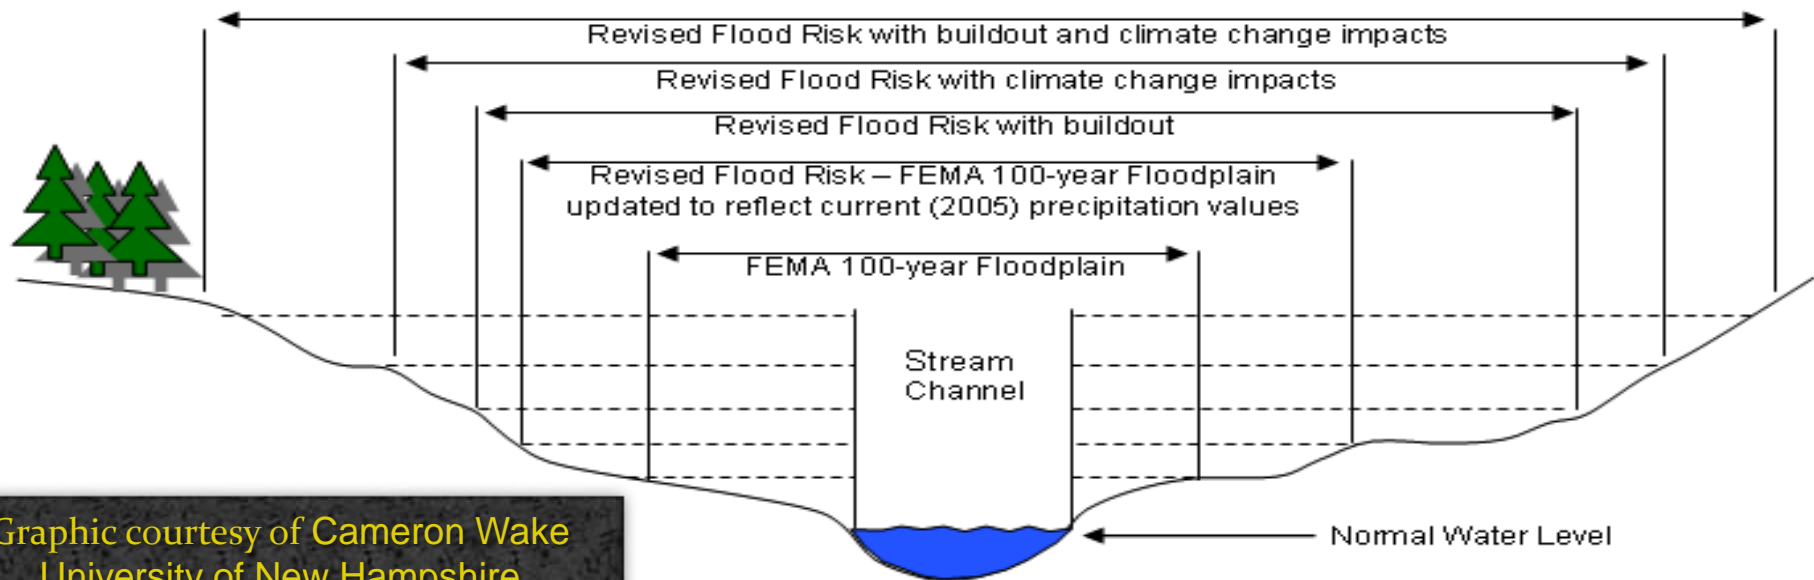 Revised Flood Risk with buildout and climate change impacts
Revised Flood Risk with climate change impacts
Revised Flood Risk with buildout
Revised Flood Risk – FEMA 100-year Floodplain
updated to reflect current (2005) precipitation values
FEMA 100-year Floodplain
Stream
Channel
Normal Water Level
Graphic courtesy of Cameron Wake
University of New Hampshire